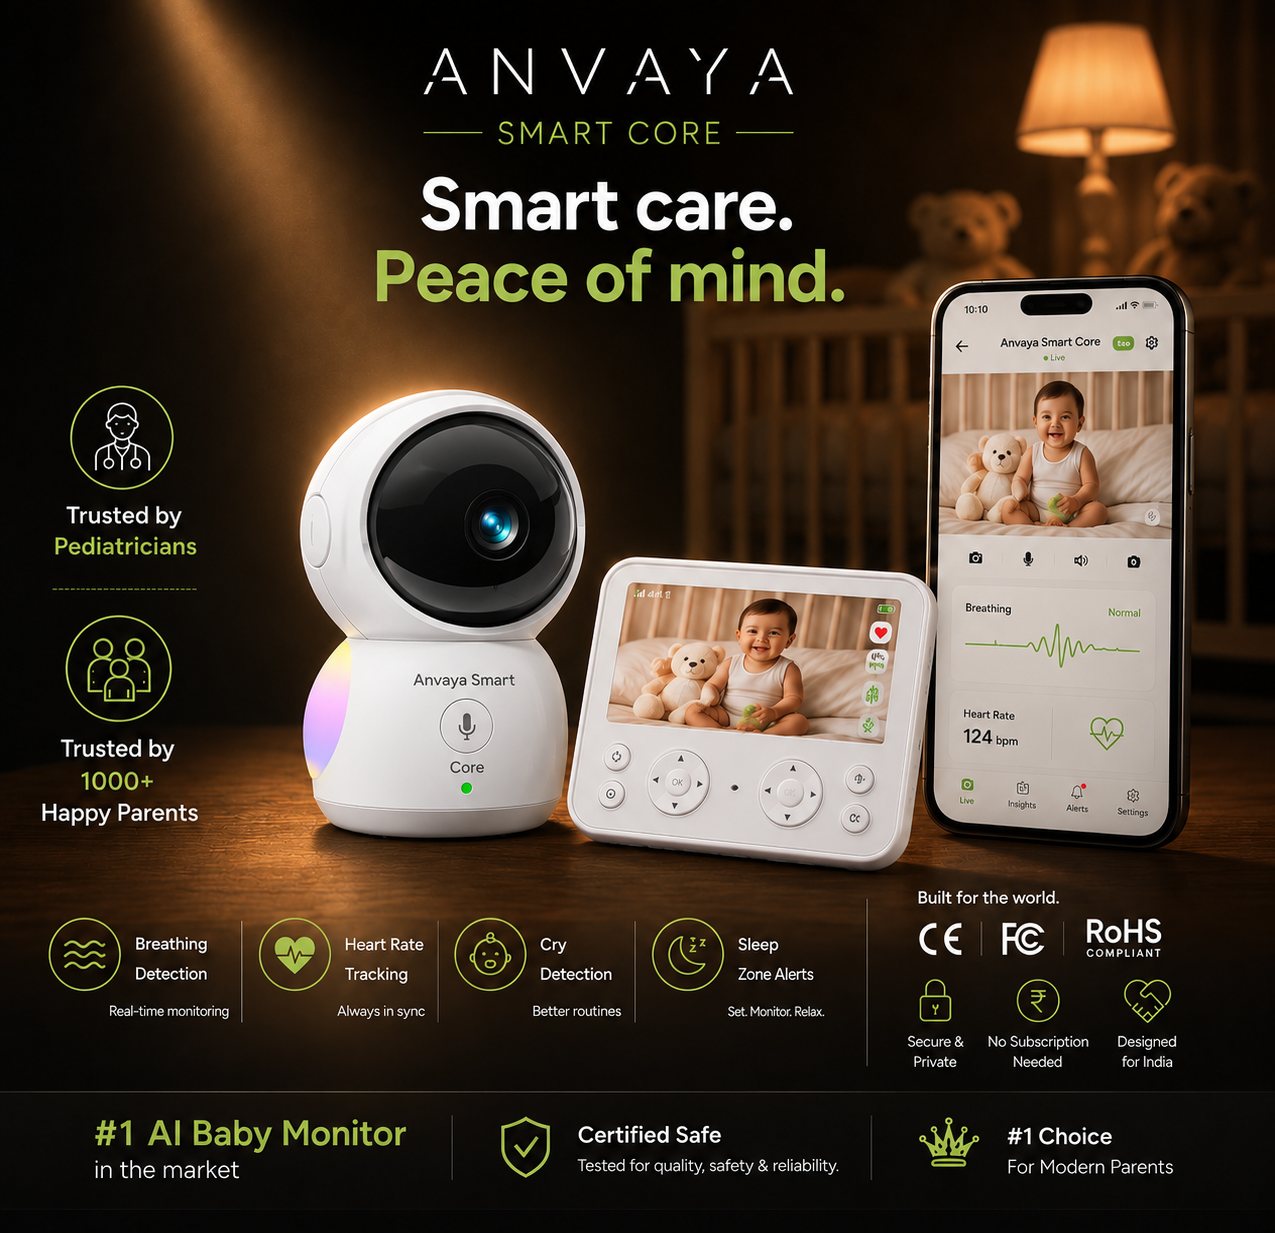 ANVAYA
SMART CORE
Smart care.
Peace of mind.
Trusted by
Pediatricians
Trusted by
1000+
Happy Parents
Anvaya Smart
Core
OK
10:10
Anvaya Smart Core
Live
Breathing
Normal
Heart Rate
124 bpm
Live
Insights
Alerts
Settings
Breathing
Detection
Real-time monitoring
Heart Rate
Tracking
Always in sync
Cry
Detection
Better routines
Sleep
Zone Alerts
Set. Monitor. Relax.
Built for the world.
CE
FC
RoHS
COMPLIANT
Secure &
Private
No Subscription
Needed
Designed
for India
#1 AI Baby Monitor
in the market
Certified Safe
Tested for quality, safety & reliability.
#1 Choice
For Modern Parents